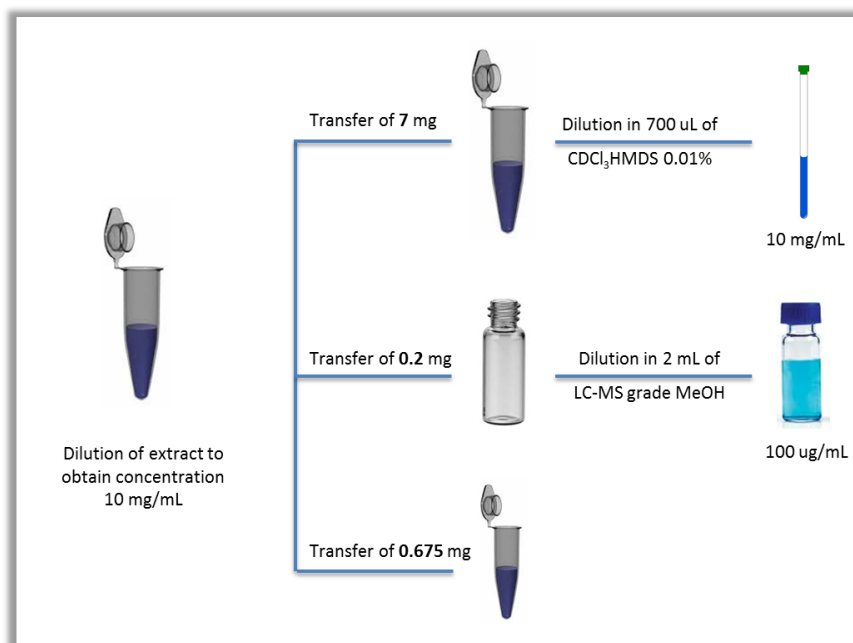 Transfer of 7 mg
Dilution in 700 uL of
CDCl₃HMDS 0.01%
10 mg/mL
Transfer of 0.2 mg
Dilution in 2 mL of
LC-MS grade MeOH
100 ug/mL
Dilution of extract to
obtain concentration
10 mg/mL
Transfer of 0.675 mg